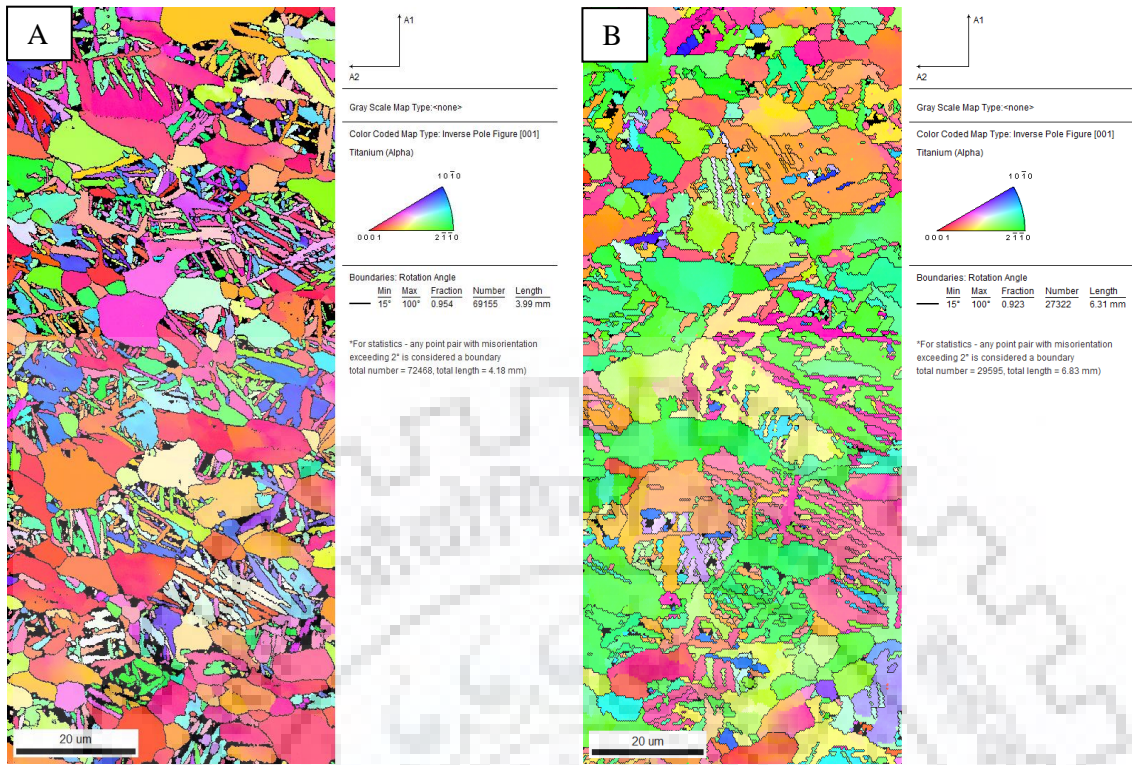 A
A1
A2
Gray Scale Map Type:<none>
Color Coded Map Type: Inverse Pole Figure [001]
Titanium (Alpha)
10 1̅ 0
0001 2 1̅ 1̅ 0
Boundaries: Rotation Angle
Min Max Fraction Number Length
15° 100° 0.954 69155 3.99 mm
*For statistics - any point pair with misorientation
exceeding 2° is considered a boundary
total number = 72468, total length = 4.18 mm)
20 um
B
A1
A2
Gray Scale Map Type:<none>
Color Coded Map Type: Inverse Pole Figure [001]
Titanium (Alpha)
10 1̅ 0
0001 2 1̅ 1̅ 0
Boundaries: Rotation Angle
Min Max Fraction Number Length
15° 100° 0.923 27322 6.31 mm
*For statistics - any point pair with misorientation
exceeding 2° is considered a boundary
total number = 29595, total length = 6.83 mm)
20 um